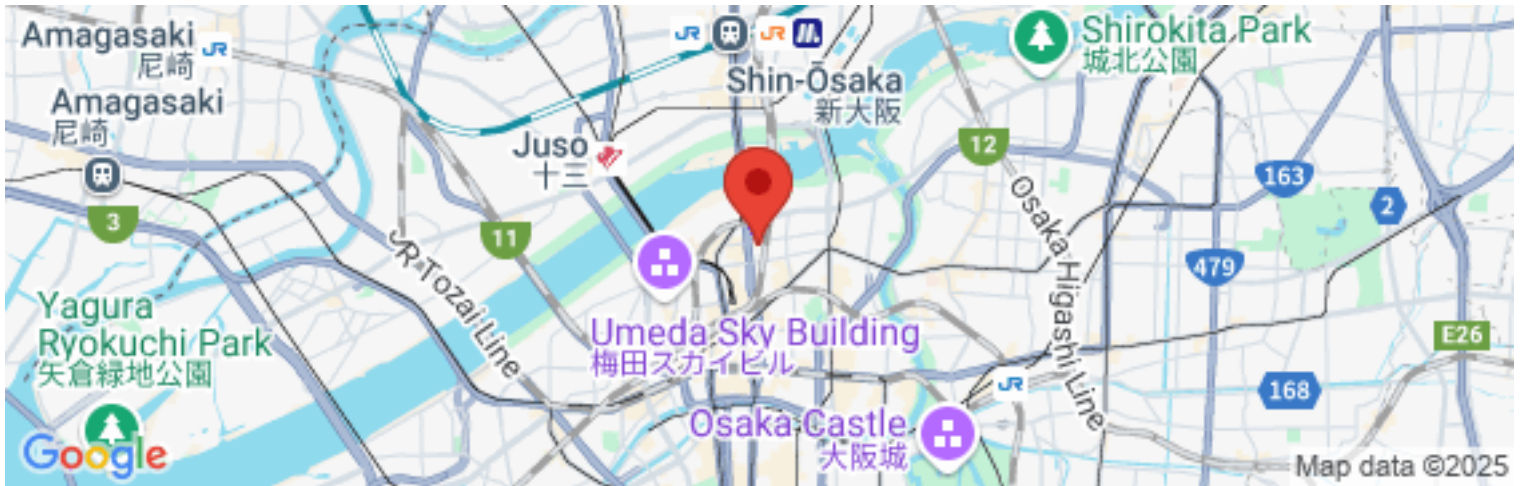 Amagasaki
尼崎
JR
JR
JR
Shin-Ōsaka
新大阪
Shirokita Park
城北公園
Amagasaki
尼崎
Juso
十三
12
163
2
3
11
JR Tozai Line
Osaka Higashi Line
479
Yagura
Ryokuchi Park
矢倉緑地公園
Umeda Sky Building
梅田スカイビル
E26
JR
168
Osaka Castle
大阪城
Google
Map data ©2025